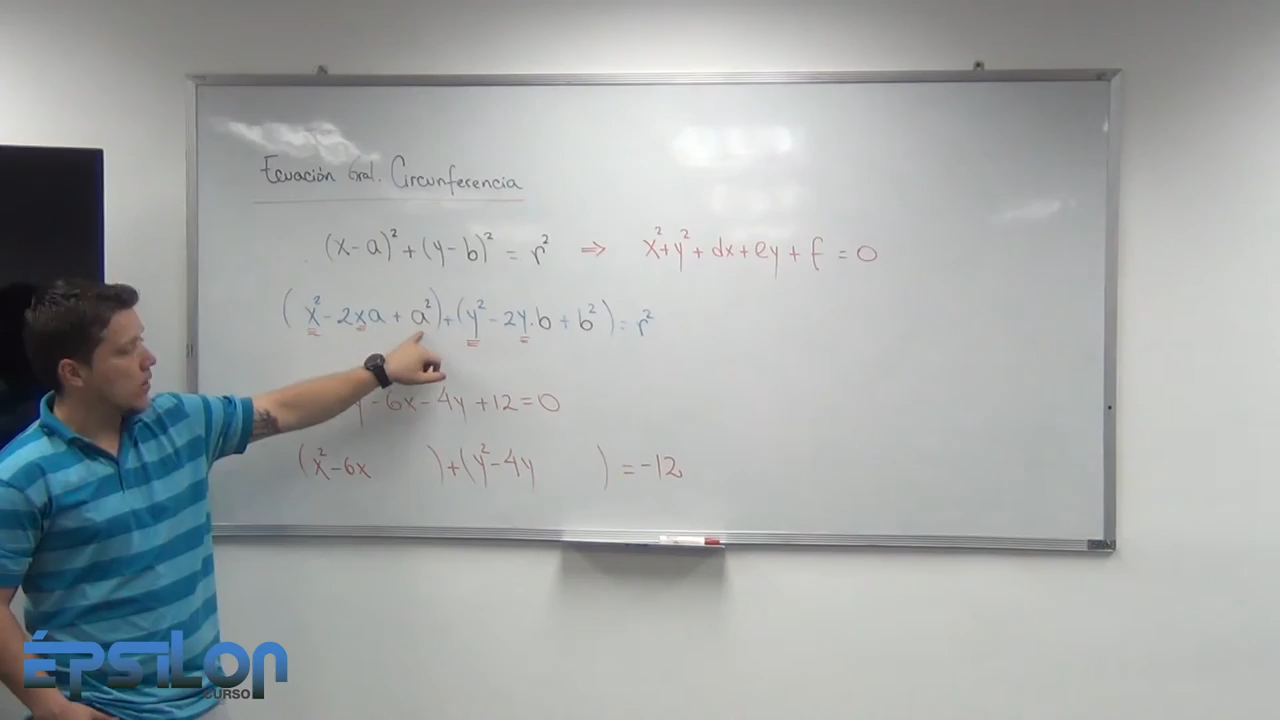 Ecuación Gral. Circunferencia
(x-a)² + (y-b)² = r² ⇒ x²+y²+dx+ey+f=0
(x²-2xa+a²)+(y²-2y.b+b²)=r²
y-6x-4y+12=0
(x²-6x )+(y²-4y )=-12
ÉPSILON
CURSO